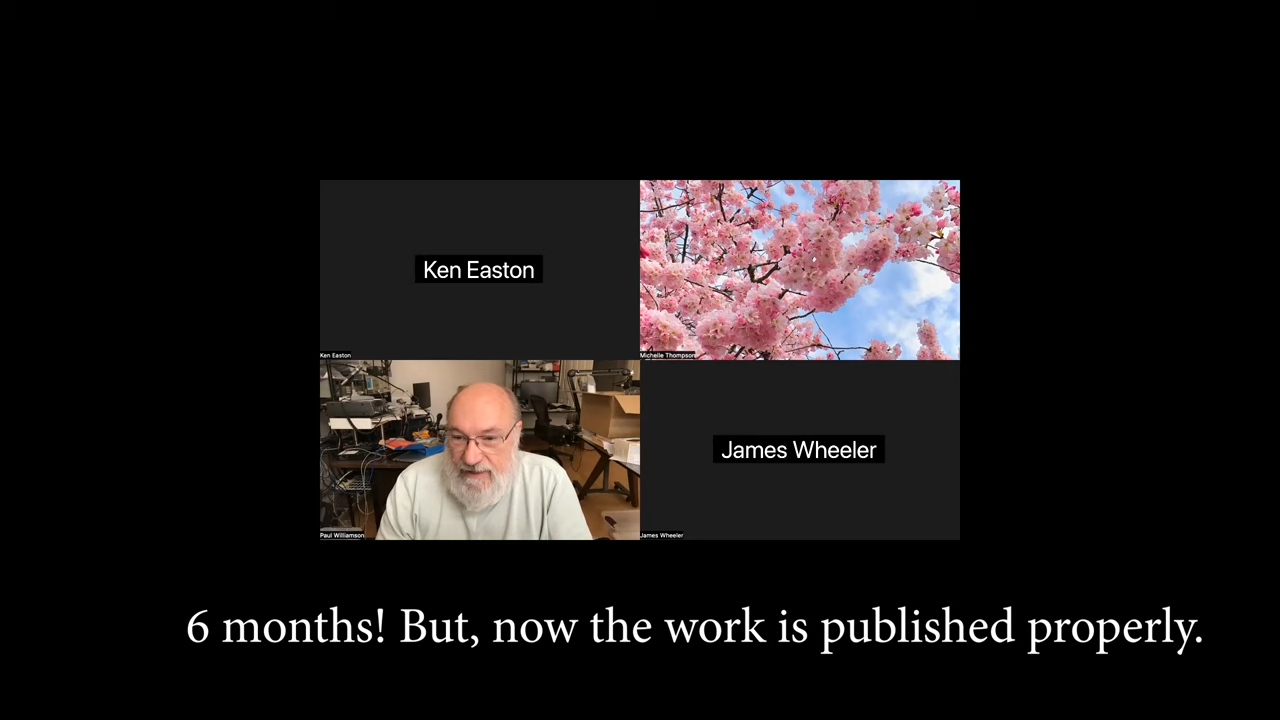 Ken Easton
Ken Easton
Michelle Thompson
James Wheeler
Paul Williamson
James Wheeler
6 months! But, now the work is published properly.